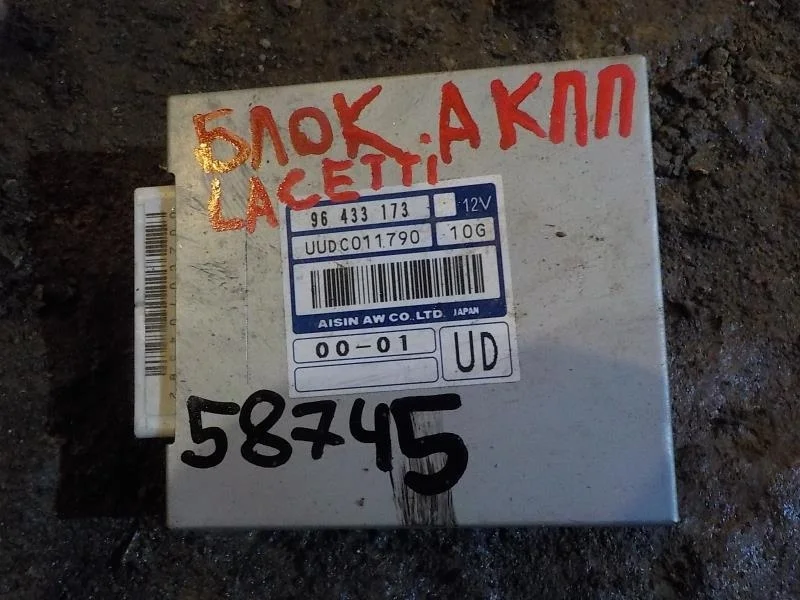 БЛОК.АКПП
LACETTI
96 433 173 12V
UUDC011790 10G
AISIN AW CO.,LTD. JAPAN
00-01 UD
58745